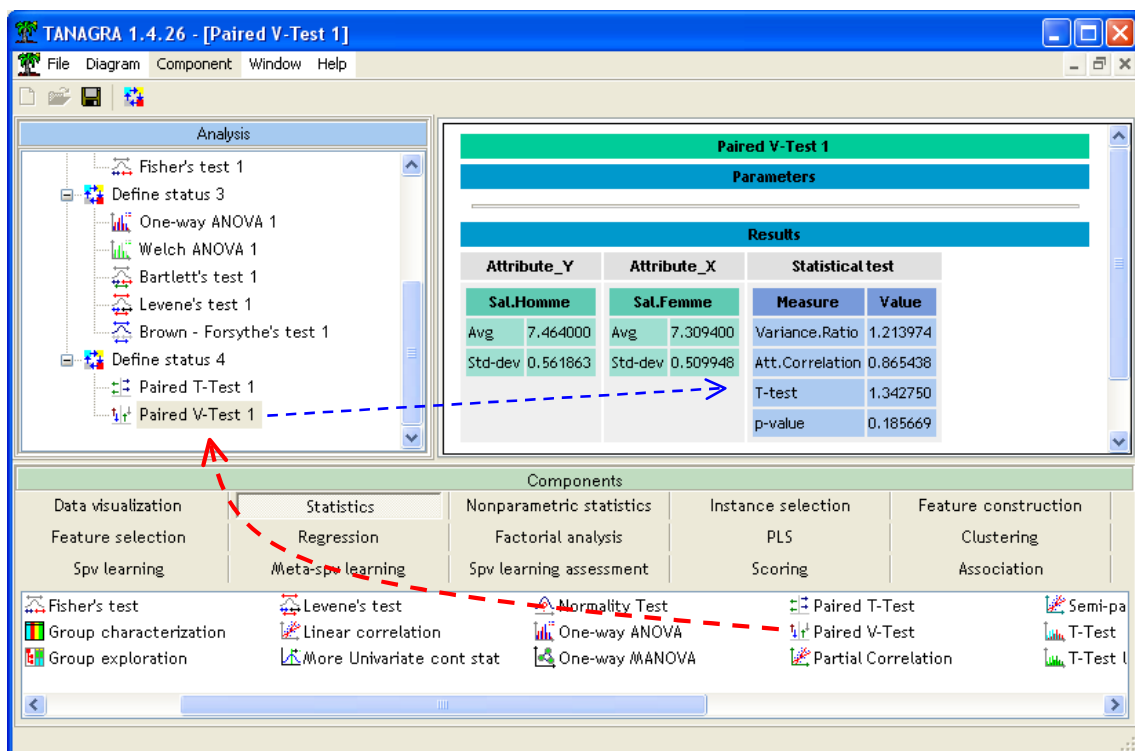 TANAGRA 1.4.26 - [Paired V-Test 1]
File Diagram Component Window Help
Analysis
Fisher's test 1
Define status 3
One-way ANOVA 1
Welch ANOVA 1
Bartlett's test 1
Levene's test 1
Brown - Forsythe's test 1
Define status 4
Paired T-Test 1
Paired V-Test 1
Paired V-Test 1
Parameters
Results
Attribute_Y Attribute_X Statistical test
Sal.Homme Sal.Femme Measure Value
Avg 7.464000 Avg 7.309400 Variance.Ratio 1.213974
Std-dev 0.561863 Std-dev 0.509948 Att.Correlation 0.865438
T-test 1.342750
p-value 0.185669
Components
Data visualization Statistics Nonparametric statistics Instance selection Feature construction
Feature selection Regression Factorial analysis PLS Clustering
Spv learning Meta-spv learning Spv learning assessment Scoring Association
Fisher's test Levene's test Normality Test Paired T-Test Semi-pa
Group characterization Linear correlation One-way ANOVA Paired V-Test T-Test
Group exploration More Univariate cont stat One-way MANOVA Partial Correlation T-Test